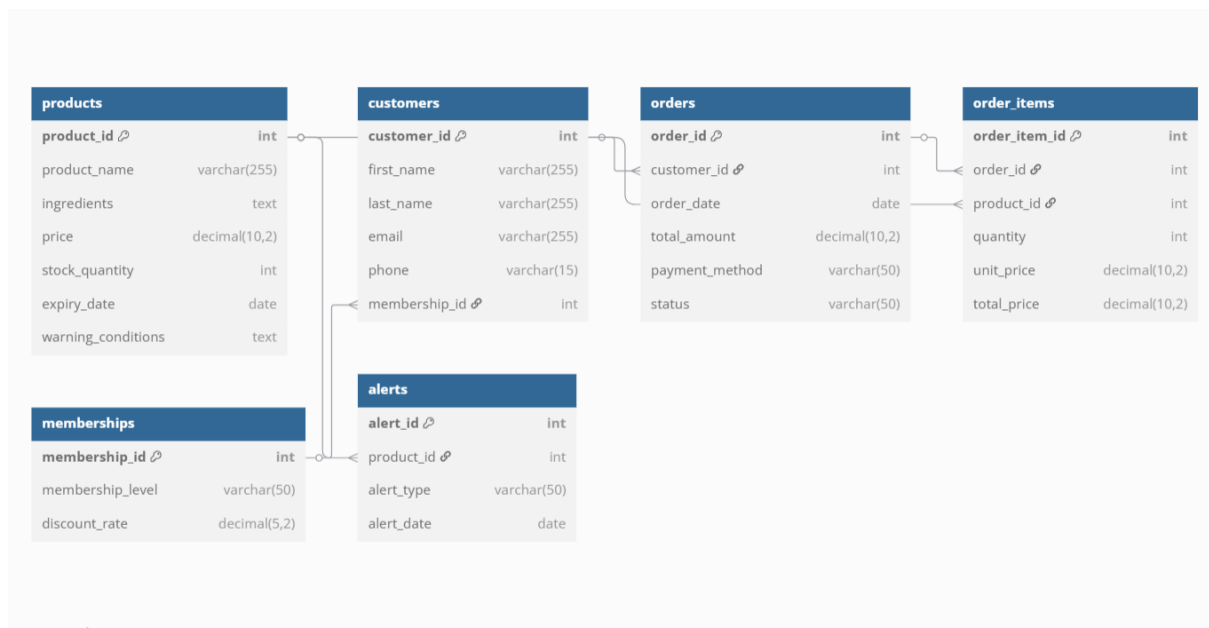 products
product_id int
product_name varchar(255)
ingredients text
price decimal(10,2)
stock_quantity int
expiry_date date
warning_conditions text
customers
customer_id int
first_name varchar(255)
last_name varchar(255)
email varchar(255)
phone varchar(15)
membership_id int
orders
order_id int
customer_id int
order_date date
total_amount decimal(10,2)
payment_method varchar(50)
status varchar(50)
order_items
order_item_id int
order_id int
product_id int
quantity int
unit_price decimal(10,2)
total_price decimal(10,2)
memberships
membership_id int
membership_level varchar(50)
discount_rate decimal(5,2)
alerts
alert_id int
product_id int
alert_type varchar(50)
alert_date date